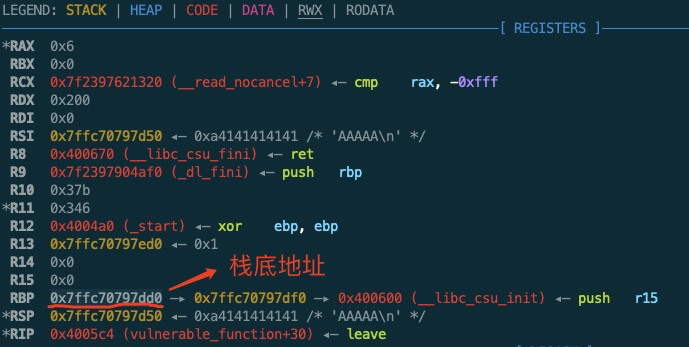 LEGEND: STACK | HEAP | CODE | DATA | RWX | RODATA
[ REGISTERS ]
*RAX 0x6
RBX 0x0
RCX 0x7f2397621320 (__read_nocancel+7) ◂— cmp rax, -0xfff
RDX 0x200
RDI 0x0
RSI 0x7ffc70797d50 ◂— 0xa4141414141 /* 'AAAAA\n' */
R8 0x400670 (__libc_csu_fini) ◂— ret
R9 0x7f2397904af0 (_dl_fini) ◂— push rbp
R10 0x37b
*R11 0x346
R12 0x4004a0 (_start) ◂— xor ebp, ebp
R13 0x7ffc70797ed0 ◂— 0x1
R14 0x0
R15 0x0
栈底地址
RBP 0x7ffc70797dd0 —▸ 0x7ffc70797df0 —▸ 0x400600 (__libc_csu_init) ◂— push r15
*RSP 0x7ffc70797d50 ◂— 0xa4141414141 /* 'AAAAA\n' */
*RIP 0x4005c4 (vulnerable_function+30) ◂— leave